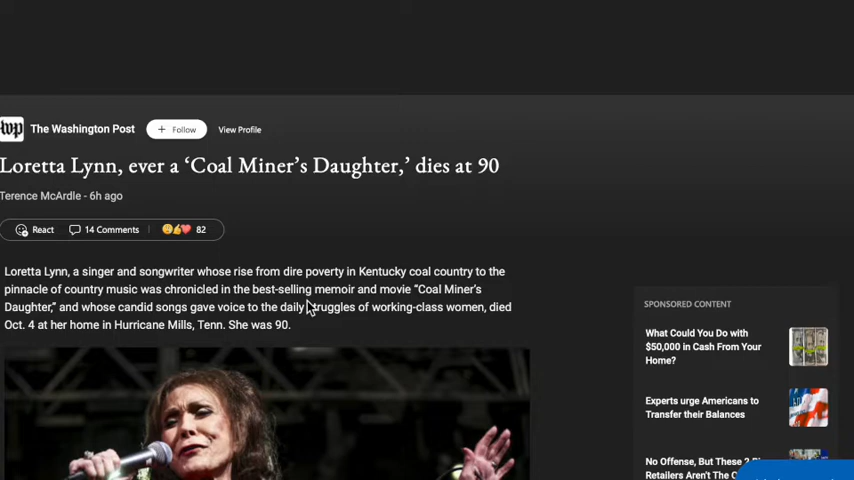 wp The Washington Post + Follow View Profile
Loretta Lynn, ever a ‘Coal Miner’s Daughter,’ dies at 90
Terence McArdle - 6h ago
React 14 Comments 82
Loretta Lynn, a singer and songwriter whose rise from dire poverty in Kentucky coal country to the
pinnacle of country music was chronicled in the best-selling memoir and movie “Coal Miner’s
Daughter,” and whose candid songs gave voice to the daily struggles of working-class women, died
Oct. 4 at her home in Hurricane Mills, Tenn. She was 90.
SPONSORED CONTENT
What Could You Do with
$50,000 in Cash From Your
Home?
Experts urge Americans to
Transfer their Balances
No Offense, But These 2
Retailers Aren't The